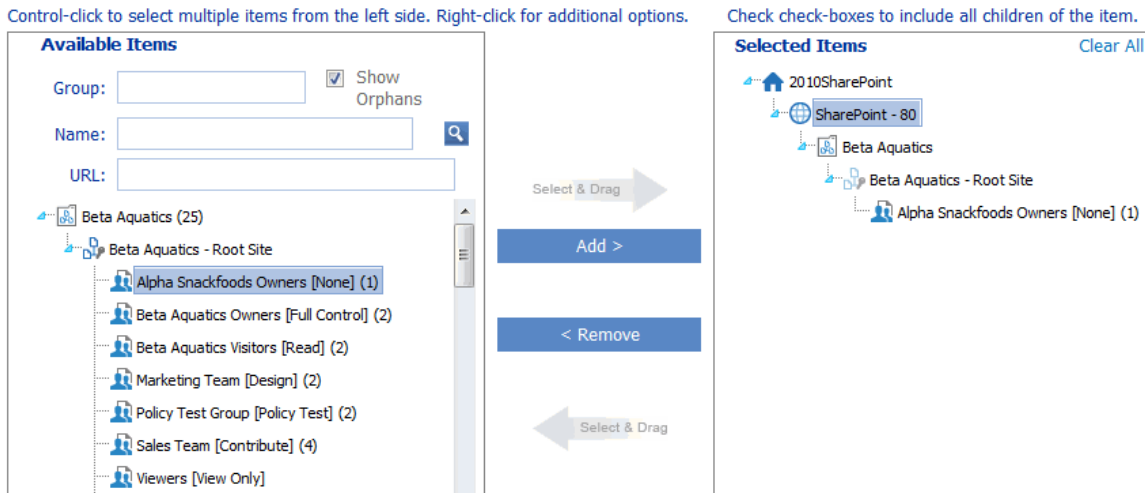 Control-click to select multiple items from the left side. Right-click for additional options.
Check check-boxes to include all children of the item.
Available Items
Group:
Show
Orphans
Name:
URL:
Beta Aquatics (25)
Beta Aquatics - Root Site
Alpha Snackfoods Owners [None] (1)
Beta Aquatics Owners [Full Control] (2)
Beta Aquatics Visitors [Read] (2)
Marketing Team [Design] (2)
Policy Test Group [Policy Test] (2)
Sales Team [Contribute] (4)
Viewers [View Only]
Select & Drag
Add >
< Remove
Select & Drag
Selected Items
Clear All
2010SharePoint
SharePoint - 80
Beta Aquatics
Beta Aquatics - Root Site
Alpha Snackfoods Owners [None] (1)